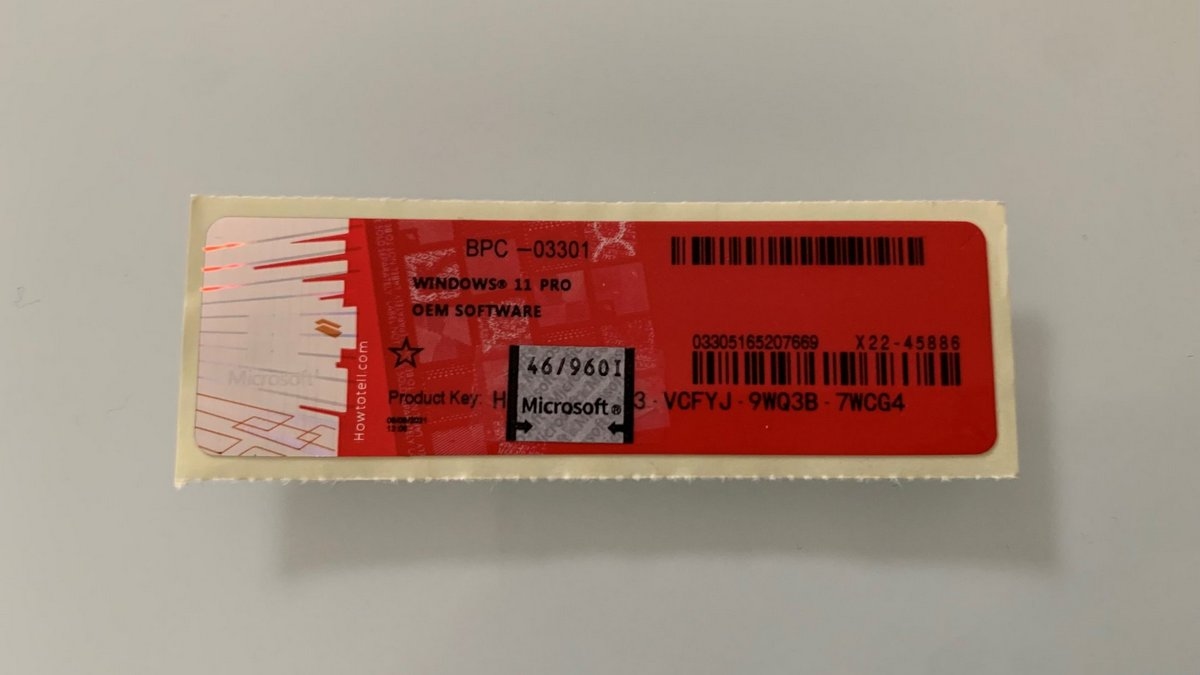 BPC -03301
WINDOWS® 11 PRO
OEM SOFTWARE
03305165207669 X22-45886
46/960I
Product Key: H 3 - VCFYJ - 9WQ3B - 7WCG4
Microsoft®
Microsoft
Howtotell.com